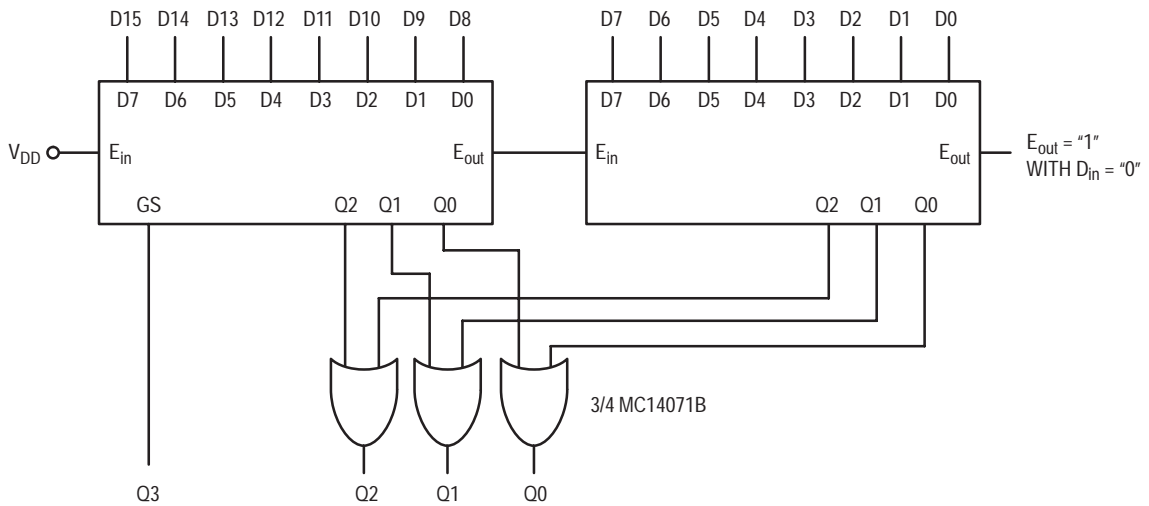 D15 D14 D13 D12 D11 D10 D9 D8 D7 D6 D5 D4 D3 D2 D1 D0
D7 D6 D5 D4 D3 D2 D1 D0 D7 D6 D5 D4 D3 D2 D1 D0
VDD Ein Eout Ein Eout Eout = “1”
WITH Din = “0”
GS Q2 Q1 Q0 Q2 Q1 Q0
3/4 MC14071B
Q3 Q2 Q1 Q0